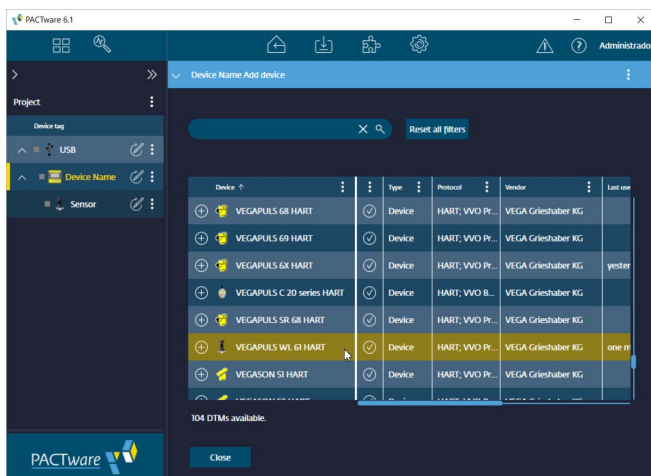 PACTware 6.1
Administrado
Device Name Add device
Project
Device tag
USB
Device Name
Sensor
Reset all filters
Device Type Protocol Vendor Last use
VEGAPULS 68 HART Device HART; VVO Pr... VEGA Grieshaber KG
VEGAPULS 69 HART Device HART; VVO Pr... VEGA Grieshaber KG
VEGAPULS 6X HART Device HART; VVO Pr... VEGA Grieshaber KG yester
VEGAPULS C 20 series HART Device HART; VVO B... VEGA Grieshaber KG
VEGAPULS SR 68 HART Device HART; VVO Pr... VEGA Grieshaber KG
VEGAPULS WL 61 HART Device HART; VVO Pr... VEGA Grieshaber KG one m
VEGASON 51 HART Device HART; VVO Pr... VEGA Grieshaber KG
104 DTMs available.
PACTware
Close